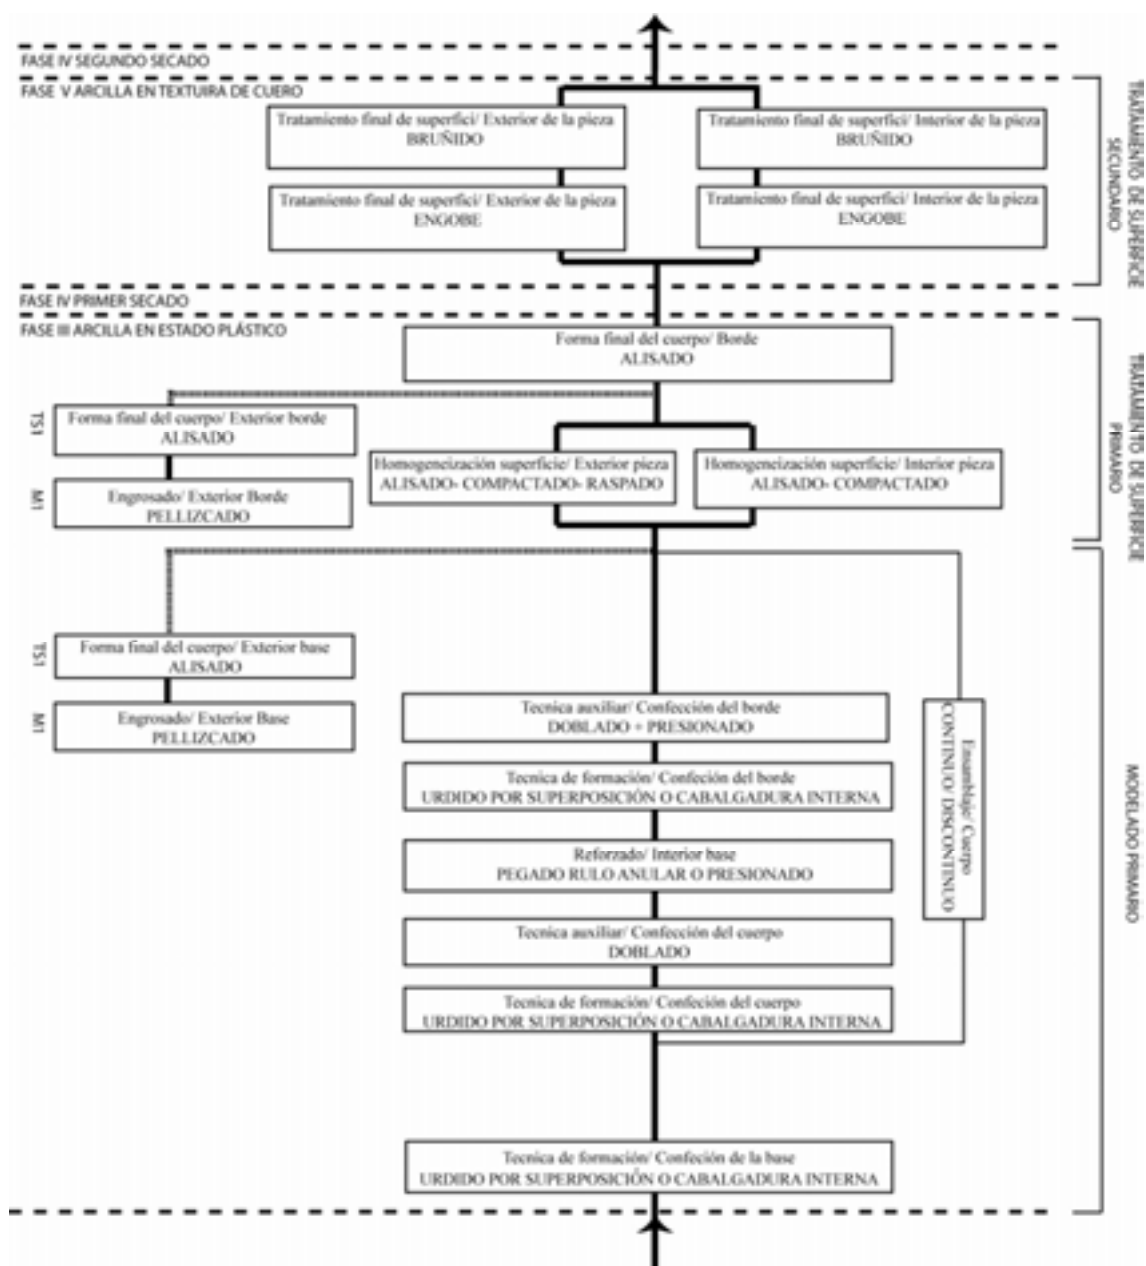 FASE IV SEGUNDO SECADO
FASE V ARCILLA EN TEXTUIRA DE CUERO
Tratamiento final de superfici/ Exterior de la pieza
BRUÑIDO
Tratamiento final de superfici/ Interior de la pieza
BRUÑIDO
Tratamiento final de superfici/ Exterior de la pieza
ENGOBE
Tratamiento final de superfici/ Interior de la pieza
ENGOBE
TRATAMIENTO DE SUPERFICIE
SECUNDARIO
FASE IV PRIMER SECADO
FASE III ARCILLA EN ESTADO PLÁSTICO
Forma final del cuerpo/ Borde
ALISADO
TS1
Forma final del cuerpo/ Exterior borde
ALISADO
M1
Engrosado/ Exterior Borde
PELLIZCADO
Homogeneización superficie/ Exterior pieza
ALISADO- COMPACTADO- RASPADO
Homogeneización superficie/ Interior pieza
ALISADO- COMPACTADO
TRATAMIENTO DE SUPERFICIE
PRIMARIO
TS1
Forma final del cuerpo/ Exterior base
ALISADO
M1
Engrosado/ Exterior Base
PELLIZCADO
Tecnica auxiliar/ Confección del borde
DOBLADO + PRESIONADO
Tecnica de formación/ Confeción del borde
URDIDO POR SUPERPOSICIÓN O CABALGADURA INTERNA
Reforzado/ Interior base
PEGADO RULO ANULAR O PRESIONADO
Tecnica auxiliar/ Confección del cuerpo
DOBLADO
Tecnica de formación/ Confeción del cuerpo
URDIDO POR SUPERPOSICIÓN O CABALGADURA INTERNA
Ensamblaje/ Cuerpo
CONTINUO/ DISCONTINUO
MODELADO PRIMARIO
Tecnica de formación/ Confeción de la base
URDIDO POR SUPERPOSICIÓN O CABALGADURA INTERNA